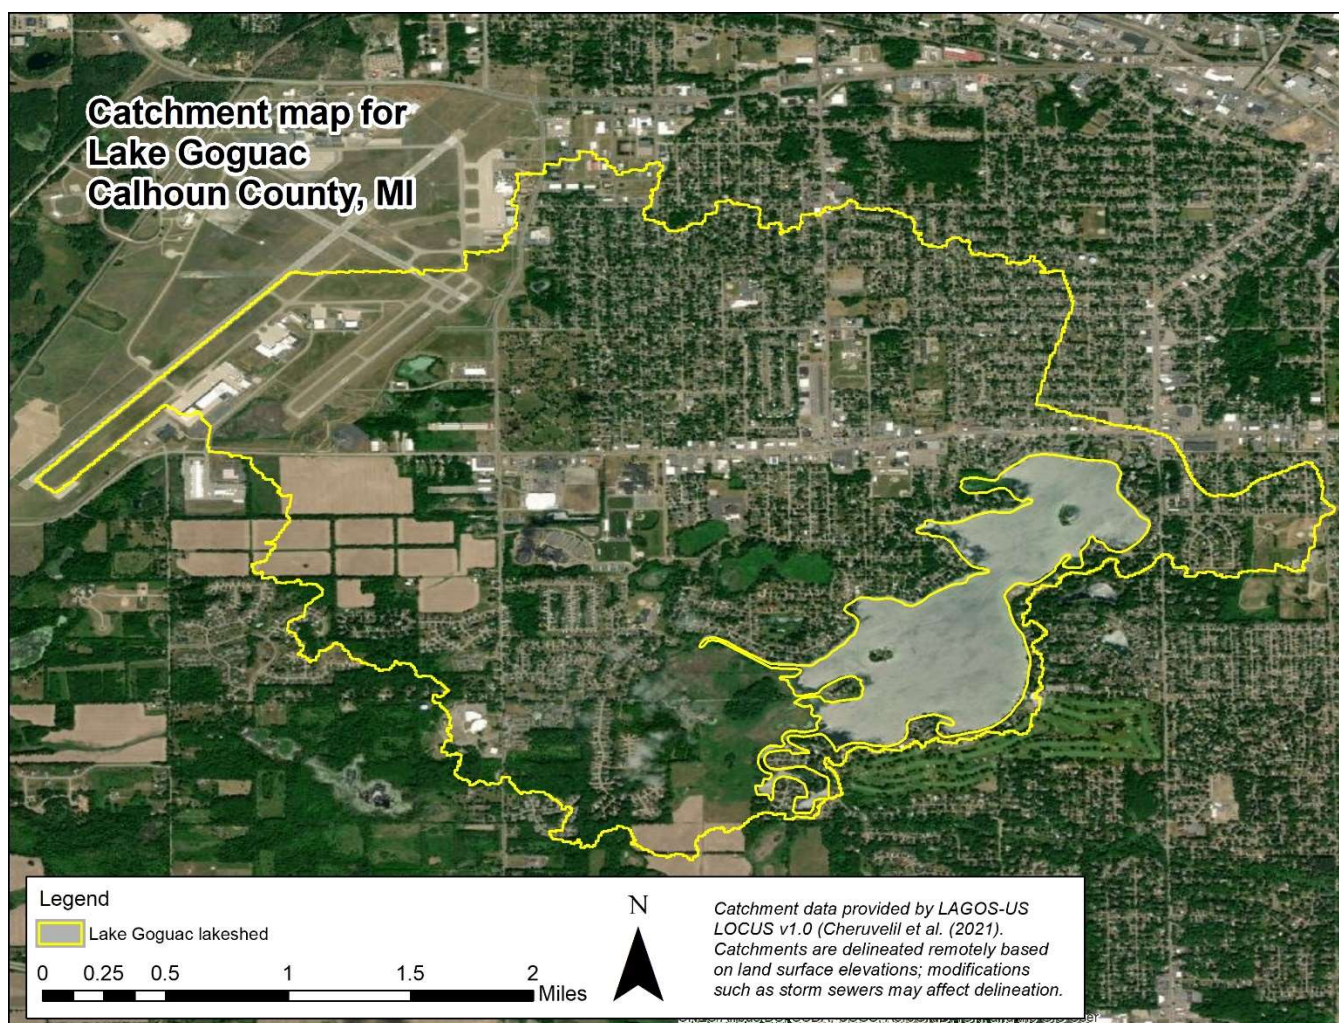 Catchment map for
Lake Goguac
Calhoun County, MI
Legend
Lake Goguac lakeshed
0 0.25 0.5 1 1.5 2
Miles
N
Catchment data provided by LAGOS-US
LOCUS v1.0 (Cheruvelil et al. (2021).
Catchments are delineated remotely based
on land surface elevations; modifications
such as storm sewers may affect delineation.